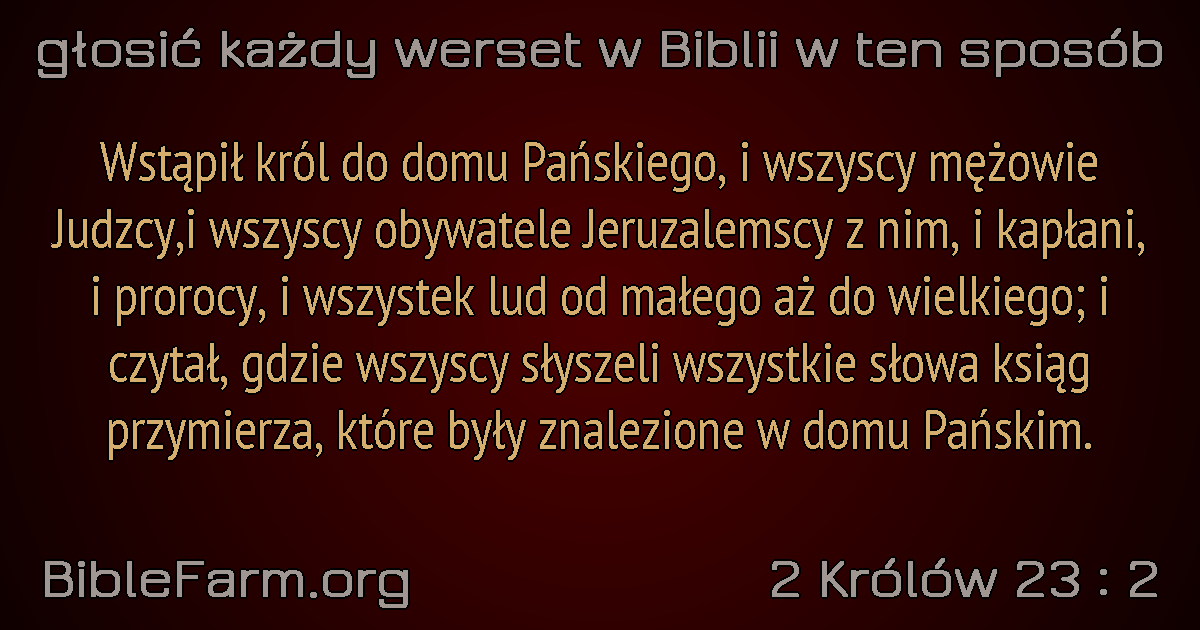 głosić każdy werset w Biblii w ten sposób
Wstąpił król do domu Pańskiego, i wszyscy mężowie
Judzcy,i wszyscy obywatele Jeruzalemscy z nim, i kapłani,
i prorocy, i wszystek lud od małego aż do wielkiego; i
czytał, gdzie wszyscy słyszeli wszystkie słowa ksiąg
przymierza, które były znalezione w domu Pańskim.
BibleFarm.org
2 Królów 23 : 2